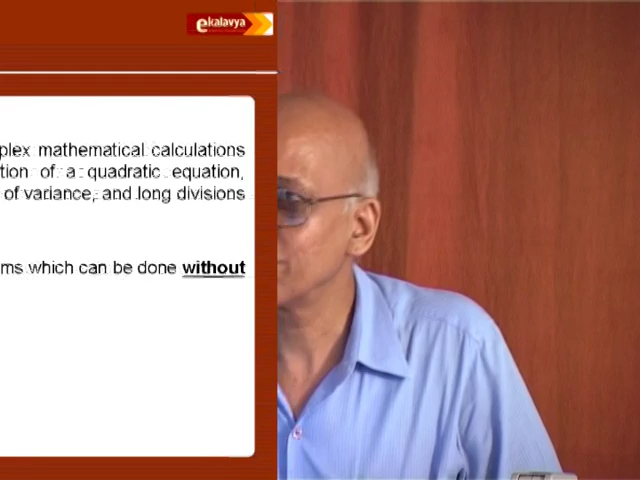 ekalavya
plex mathematical calculations
tion of a quadratic equation,
of variance, and long divisions
ms which can be done without